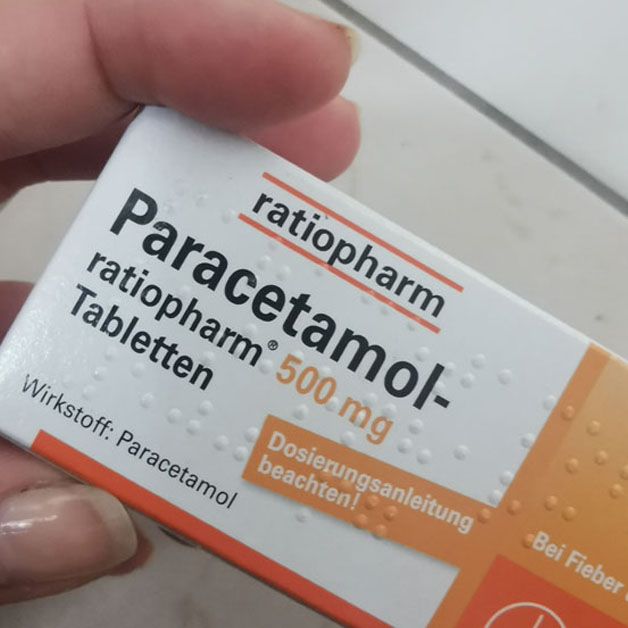 ratiopharm
Paracetamol-
ratiopharm® 500 mg
Tabletten
Wirkstoff: Paracetamol
Dosierungsanleitung
beachten!
Bei Fieber